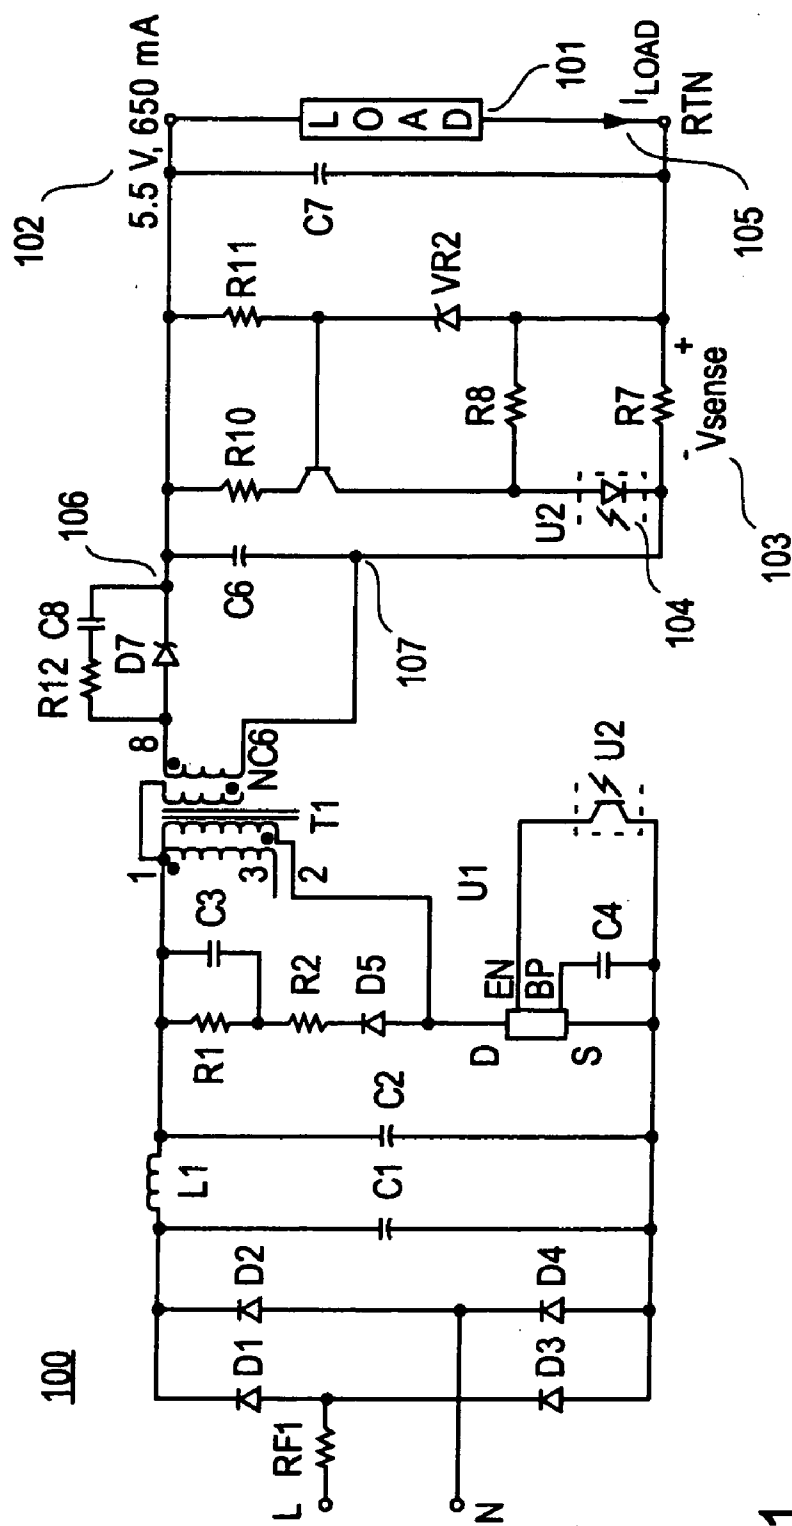 100
L
RF1
N
D1
D2
D3
D4
L1
C1
C2
R1
C3
R2
D5
D
EN
BP
S
U1
C4
U2
1
3
2
T1
8
NC6
R12
C8
D7
106
C6
107
R10
R11
U2
104
R8
VR2
R7
-
Vsense
+
103
C7
102
5.5 V, 650 mA
LOAD
101
I LOAD
RTN
105
1